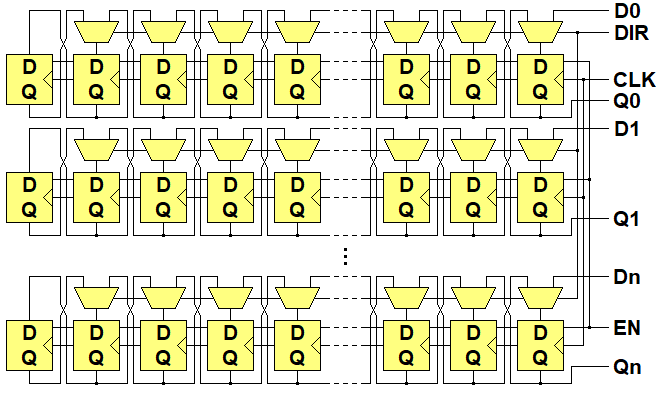 D0
DIR
D D D D D D D D
CLK
Q Q Q Q Q Q Q Q
Q0
D1
D D D D D D D D
Q Q Q Q Q Q Q Q
Q1
Dn
D D D D D D D D
EN
Q Q Q Q Q Q Q Q
Qn